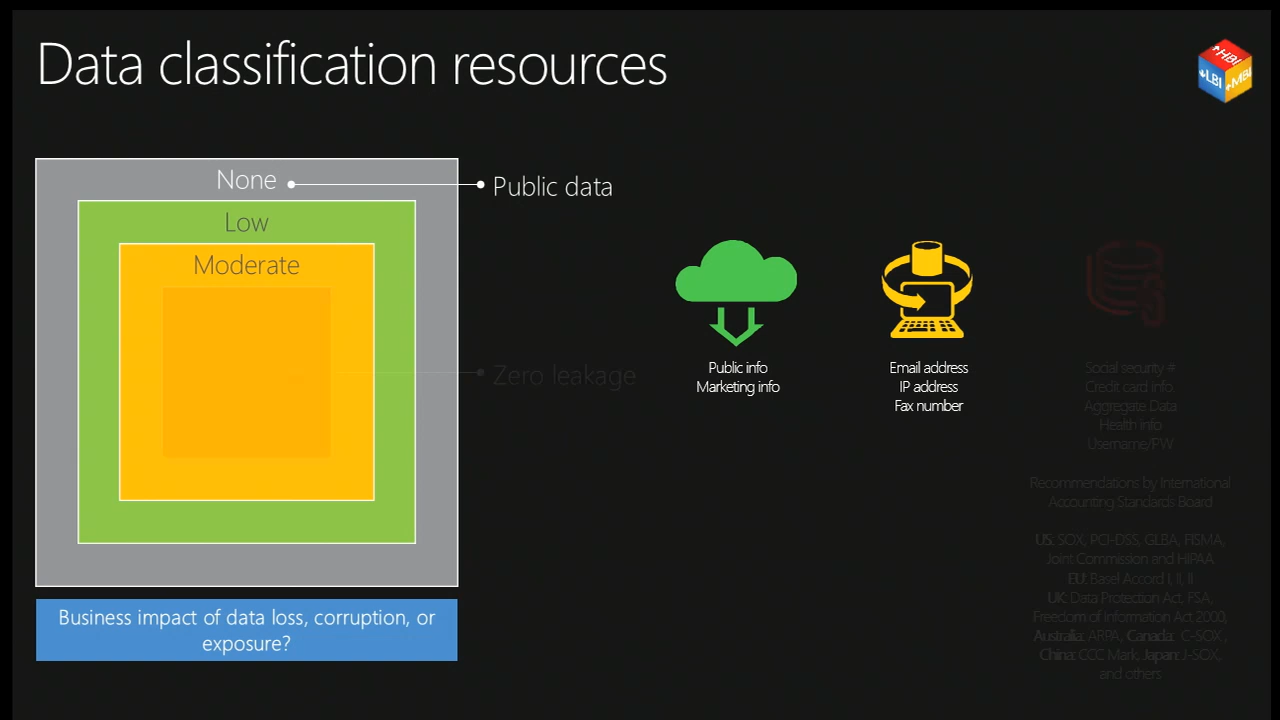 Data classification resources
HBI
LBI
MBI
None
Public data
Low
Moderate
Zero leakage
Public info
Marketing info
Email address
IP address
Fax number
Social security #
Credit card info
Aggregate Data
Health info
Username/PW
Recommendations by International
Accounting Standards Board
US: SOX, PCI-DSS, GLBA, FISMA,
Joint Commission and HIPAA
EU: Basel Accord I, II, II
UK: Data Protection Act, FSA,
Freedom of Information Act 2000,
Australia: ARPA, Canada: C-SOX,
China: CCC Mark; Japan: J-SOX,
and others
Business impact of data loss, corruption, or
exposure?